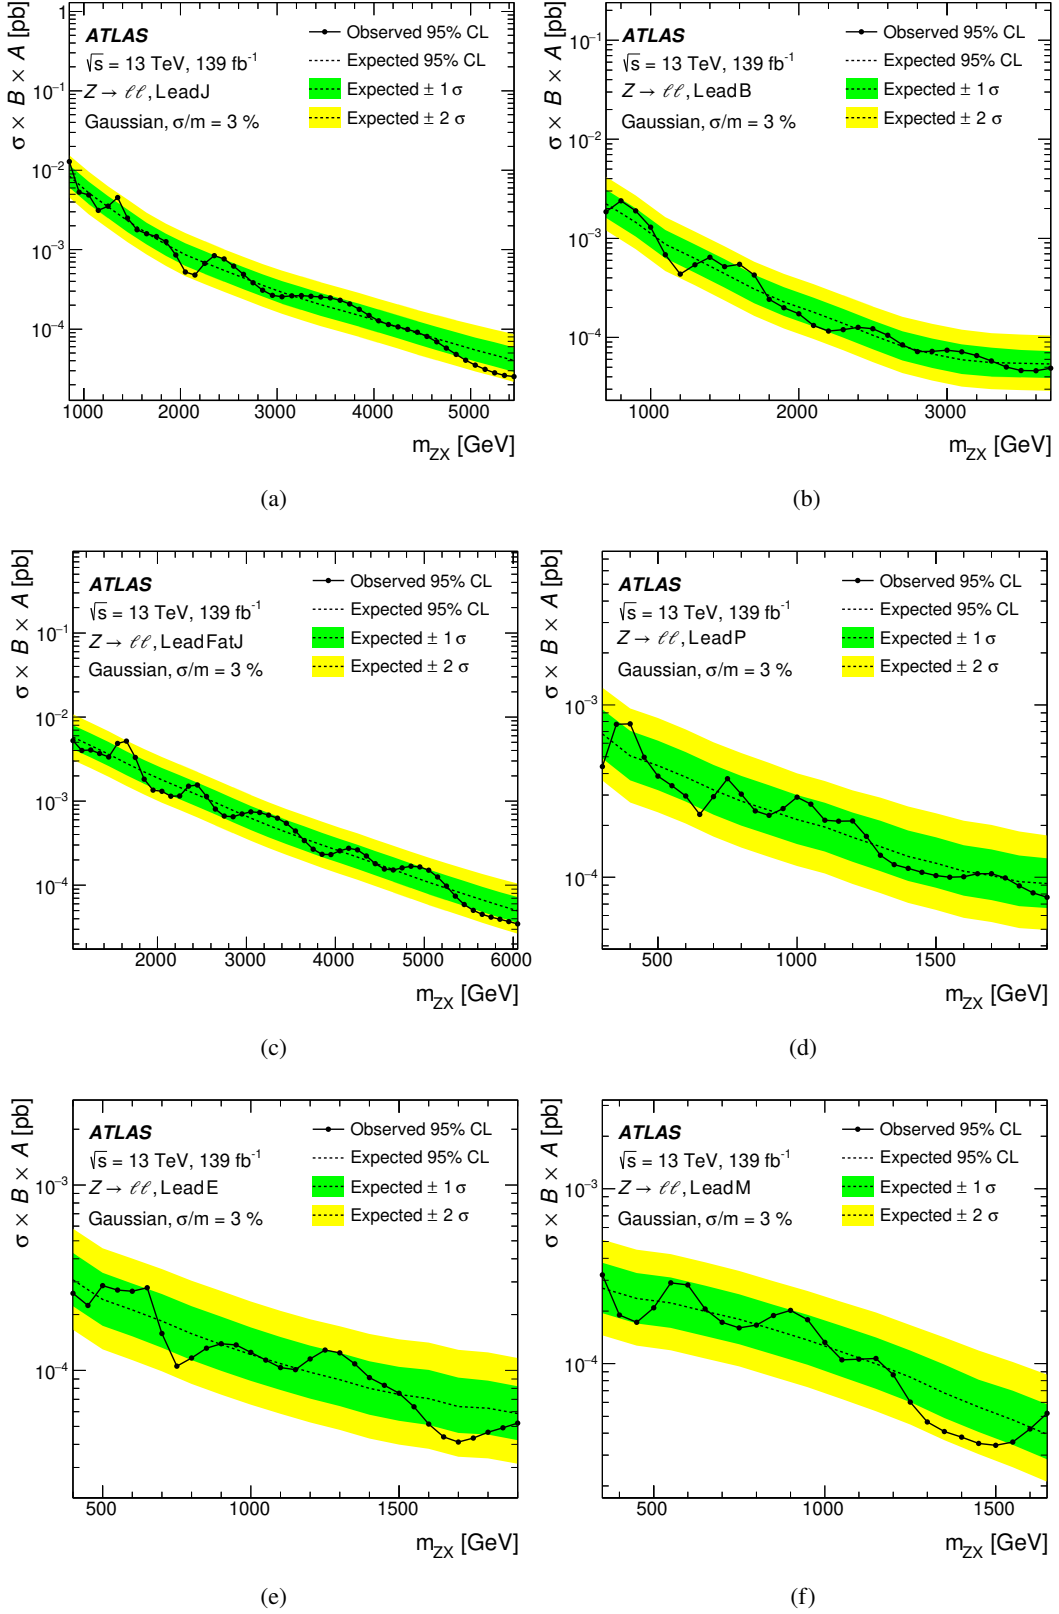 σ × B × A [pb]
1
10⁻¹
10⁻²
10⁻³
10⁻⁴
ATLAS
√s = 13 TeV, 139 fb⁻¹
Z → ℓℓ, LeadJ
Gaussian, σ/m = 3 %
Observed 95% CL
Expected 95% CL
Expected ± 1 σ
Expected ± 2 σ
1000 2000 3000 4000 5000
m_ZX [GeV]
(a)
σ × B × A [pb]
10⁻¹
10⁻²
10⁻³
10⁻⁴
ATLAS
√s = 13 TeV, 139 fb⁻¹
Z → ℓℓ, LeadB
Gaussian, σ/m = 3 %
Observed 95% CL
Expected 95% CL
Expected ± 1 σ
Expected ± 2 σ
1000 2000 3000
m_ZX [GeV]
(b)
σ × B × A [pb]
10⁻¹
10⁻²
10⁻³
10⁻⁴
ATLAS
√s = 13 TeV, 139 fb⁻¹
Z → ℓℓ, LeadFatJ
Gaussian, σ/m = 3 %
Observed 95% CL
Expected 95% CL
Expected ± 1 σ
Expected ± 2 σ
2000 3000 4000 5000 6000
m_ZX [GeV]
(c)
σ × B × A [pb]
10⁻³
10⁻⁴
ATLAS
√s = 13 TeV, 139 fb⁻¹
Z → ℓℓ, LeadP
Gaussian, σ/m = 3 %
Observed 95% CL
Expected 95% CL
Expected ± 1 σ
Expected ± 2 σ
500 1000 1500
m_ZX [GeV]
(d)
σ × B × A [pb]
10⁻³
10⁻⁴
ATLAS
√s = 13 TeV, 139 fb⁻¹
Z → ℓℓ, LeadE
Gaussian, σ/m = 3 %
Observed 95% CL
Expected 95% CL
Expected ± 1 σ
Expected ± 2 σ
500 1000 1500
m_ZX [GeV]
(e)
σ × B × A [pb]
10⁻³
10⁻⁴
ATLAS
√s = 13 TeV, 139 fb⁻¹
Z → ℓℓ, LeadM
Gaussian, σ/m = 3 %
Observed 95% CL
Expected 95% CL
Expected ± 1 σ
Expected ± 2 σ
500 1000 1500
m_ZX [GeV]
(f)